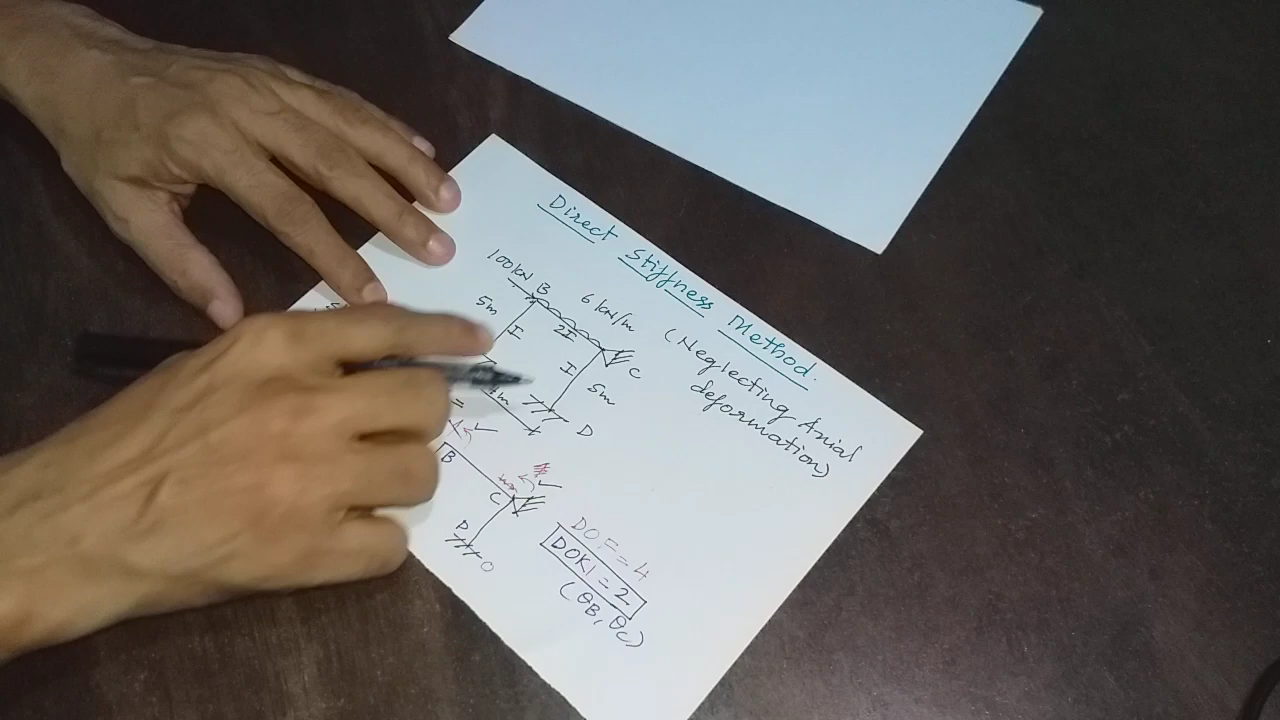 Direct Stiffness Method.
(Neglecting Axial
deformation)
100kN B 6 kN/m
5m I 2I
I 5m C
D
=
B
C
D
DOF = 4
DOKI = 2
(θB, θC)